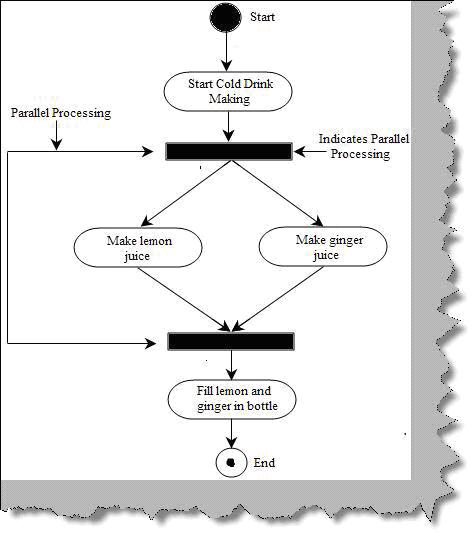 Start
Start Cold Drink
Making
Parallel Processing
Indicates Parallel
Processing
Make lemon
juice
Make ginger
juice
Fill lemon and
ginger in bottle
End